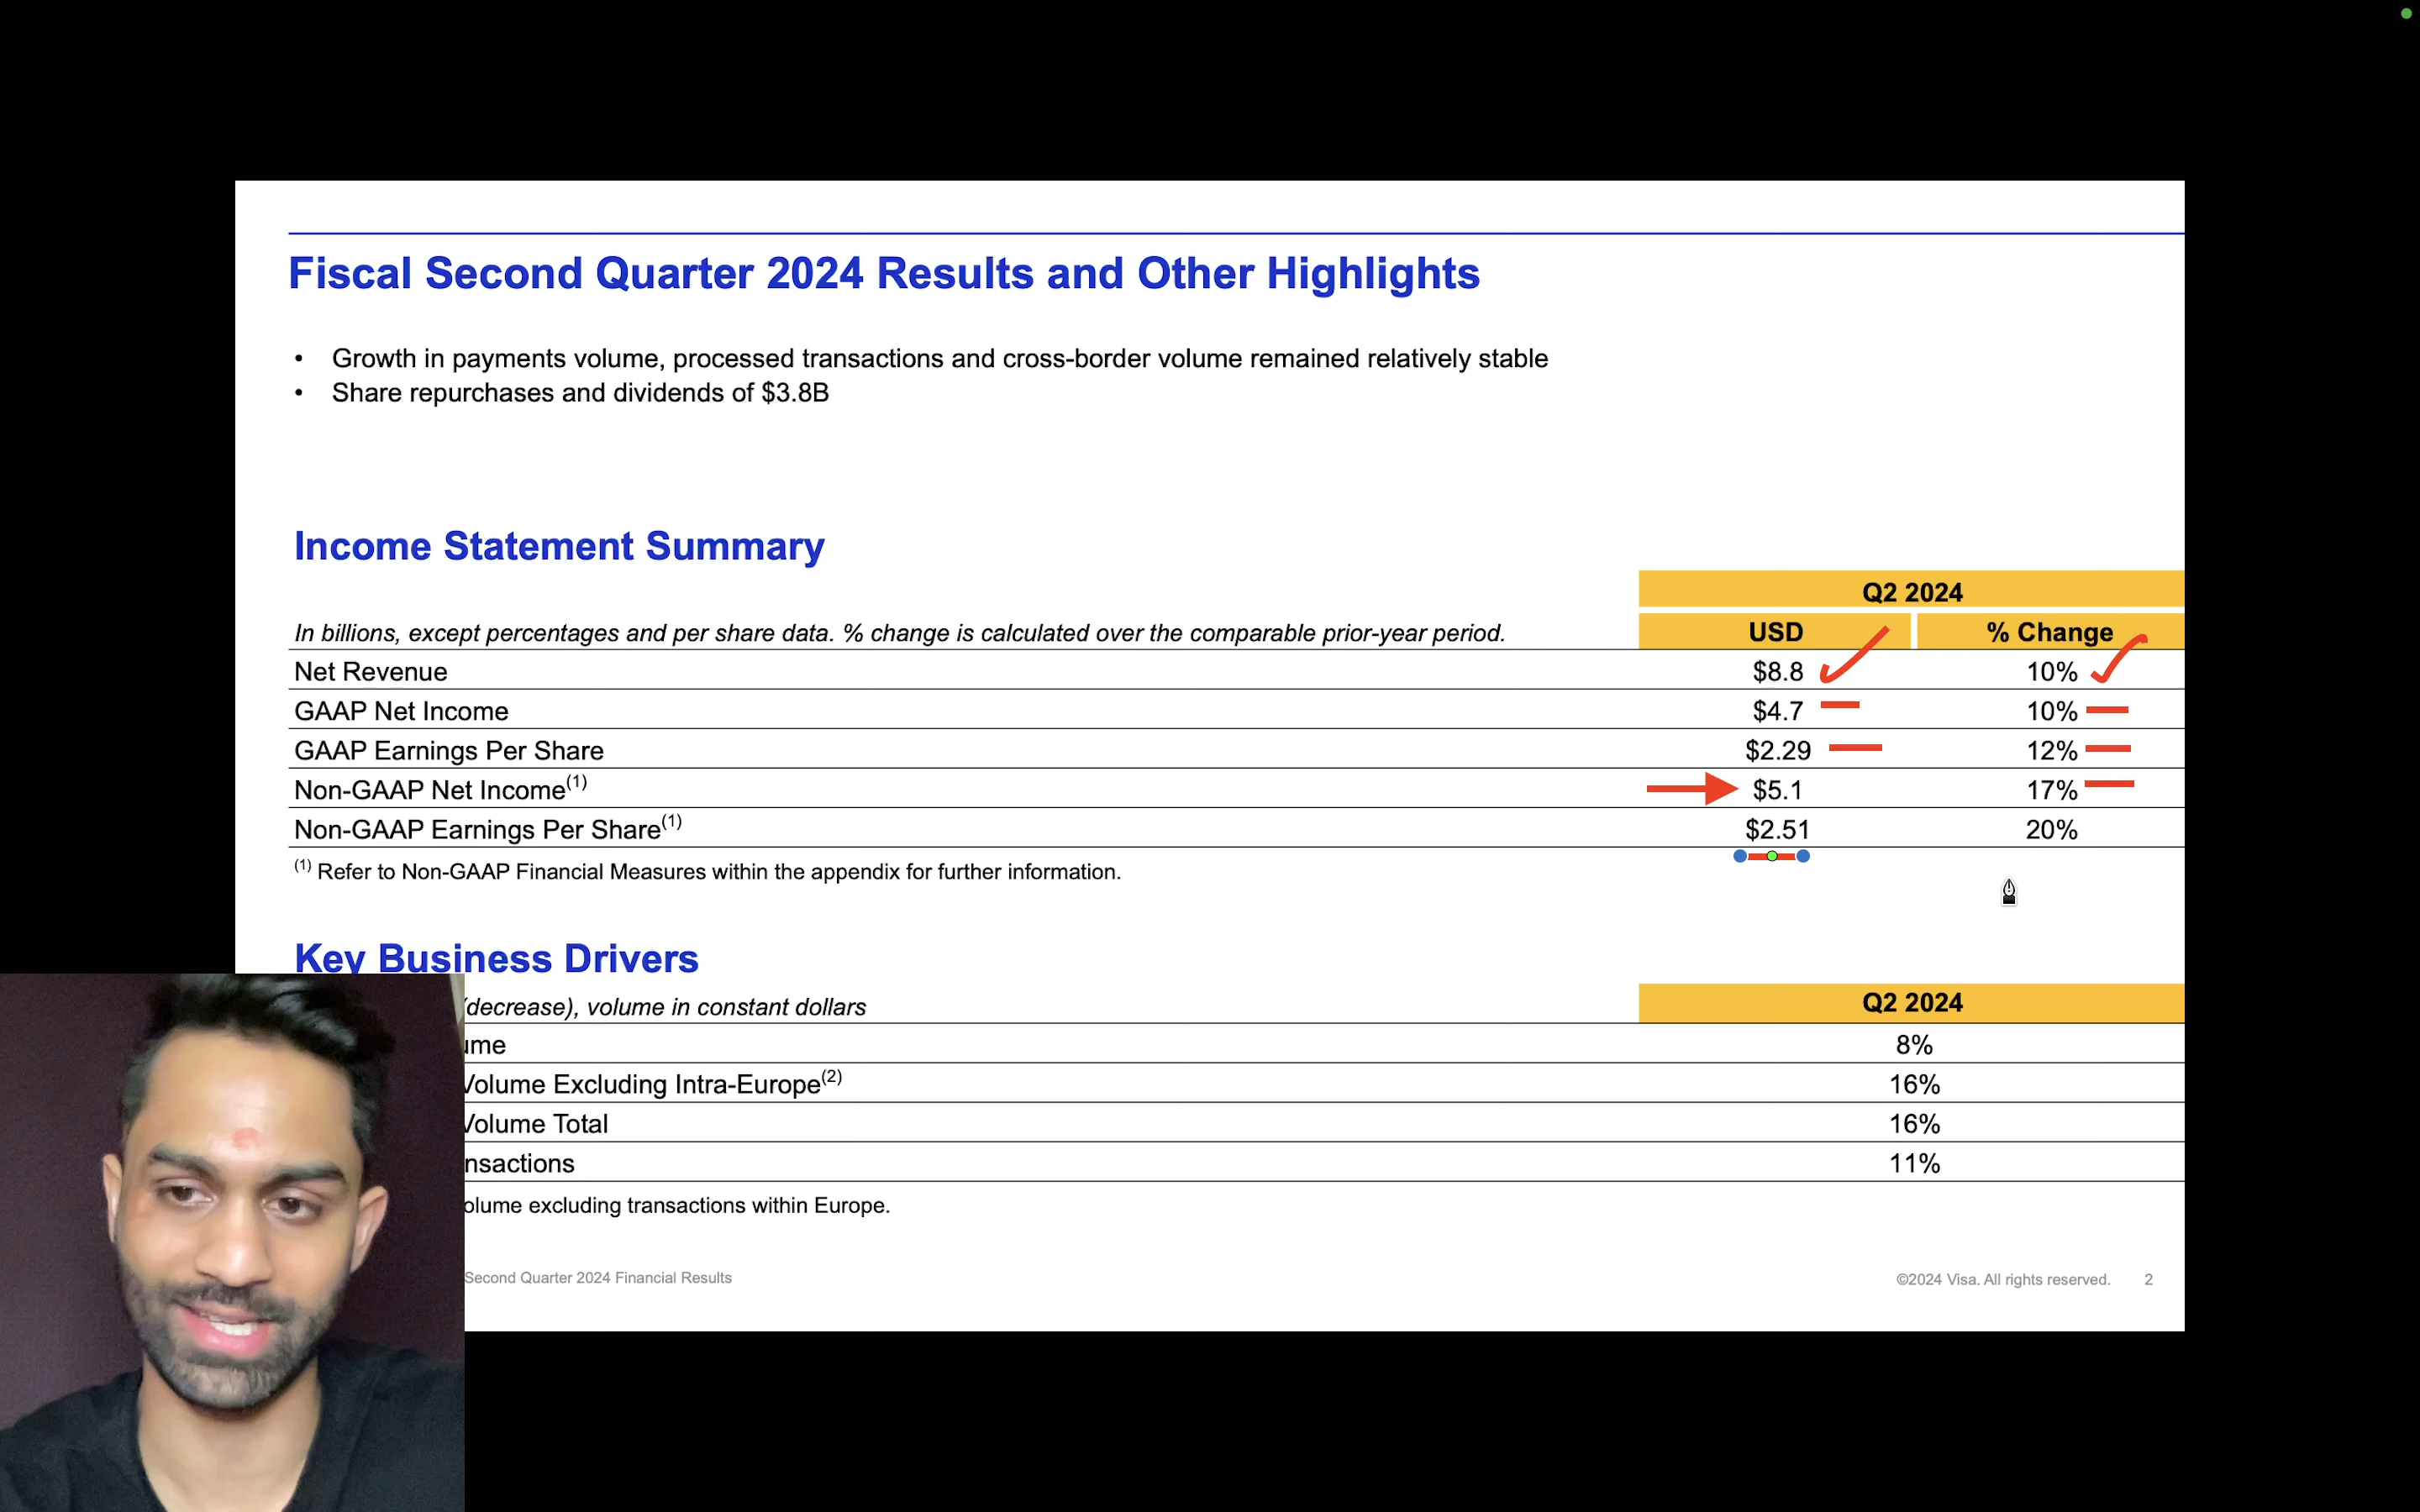 Fiscal Second Quarter 2024 Results and Other Highlights
• Growth in payments volume, processed transactions and cross-border volume remained relatively stable
• Share repurchases and dividends of $3.8B
Income Statement Summary
Q2 2024
In billions, except percentages and per share data. % change is calculated over the comparable prior-year period. USD % Change
Net Revenue $8.8 10%
GAAP Net Income $4.7 10%
GAAP Earnings Per Share $2.29 12%
Non-GAAP Net Income(1) $5.1 17%
Non-GAAP Earnings Per Share(1) $2.51 20%
(1) Refer to Non-GAAP Financial Measures within the appendix for further information.
Key Business Drivers
(decrease), volume in constant dollars Q2 2024
8%
Volume Excluding Intra-Europe(2) 16%
Volume Total 16%
nsactions 11%
olume excluding transactions within Europe.
Second Quarter 2024 Financial Results ©2024 Visa. All rights reserved. 2